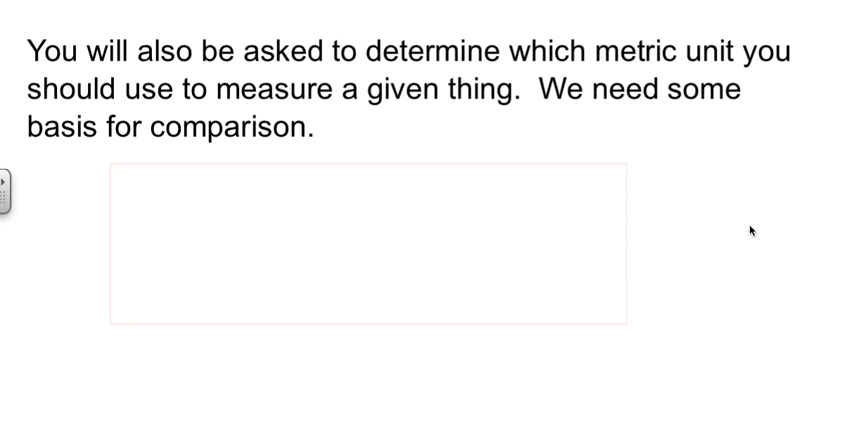 You will also be asked to determine which metric unit you
should use to measure a given thing.  We need some
basis for comparison.